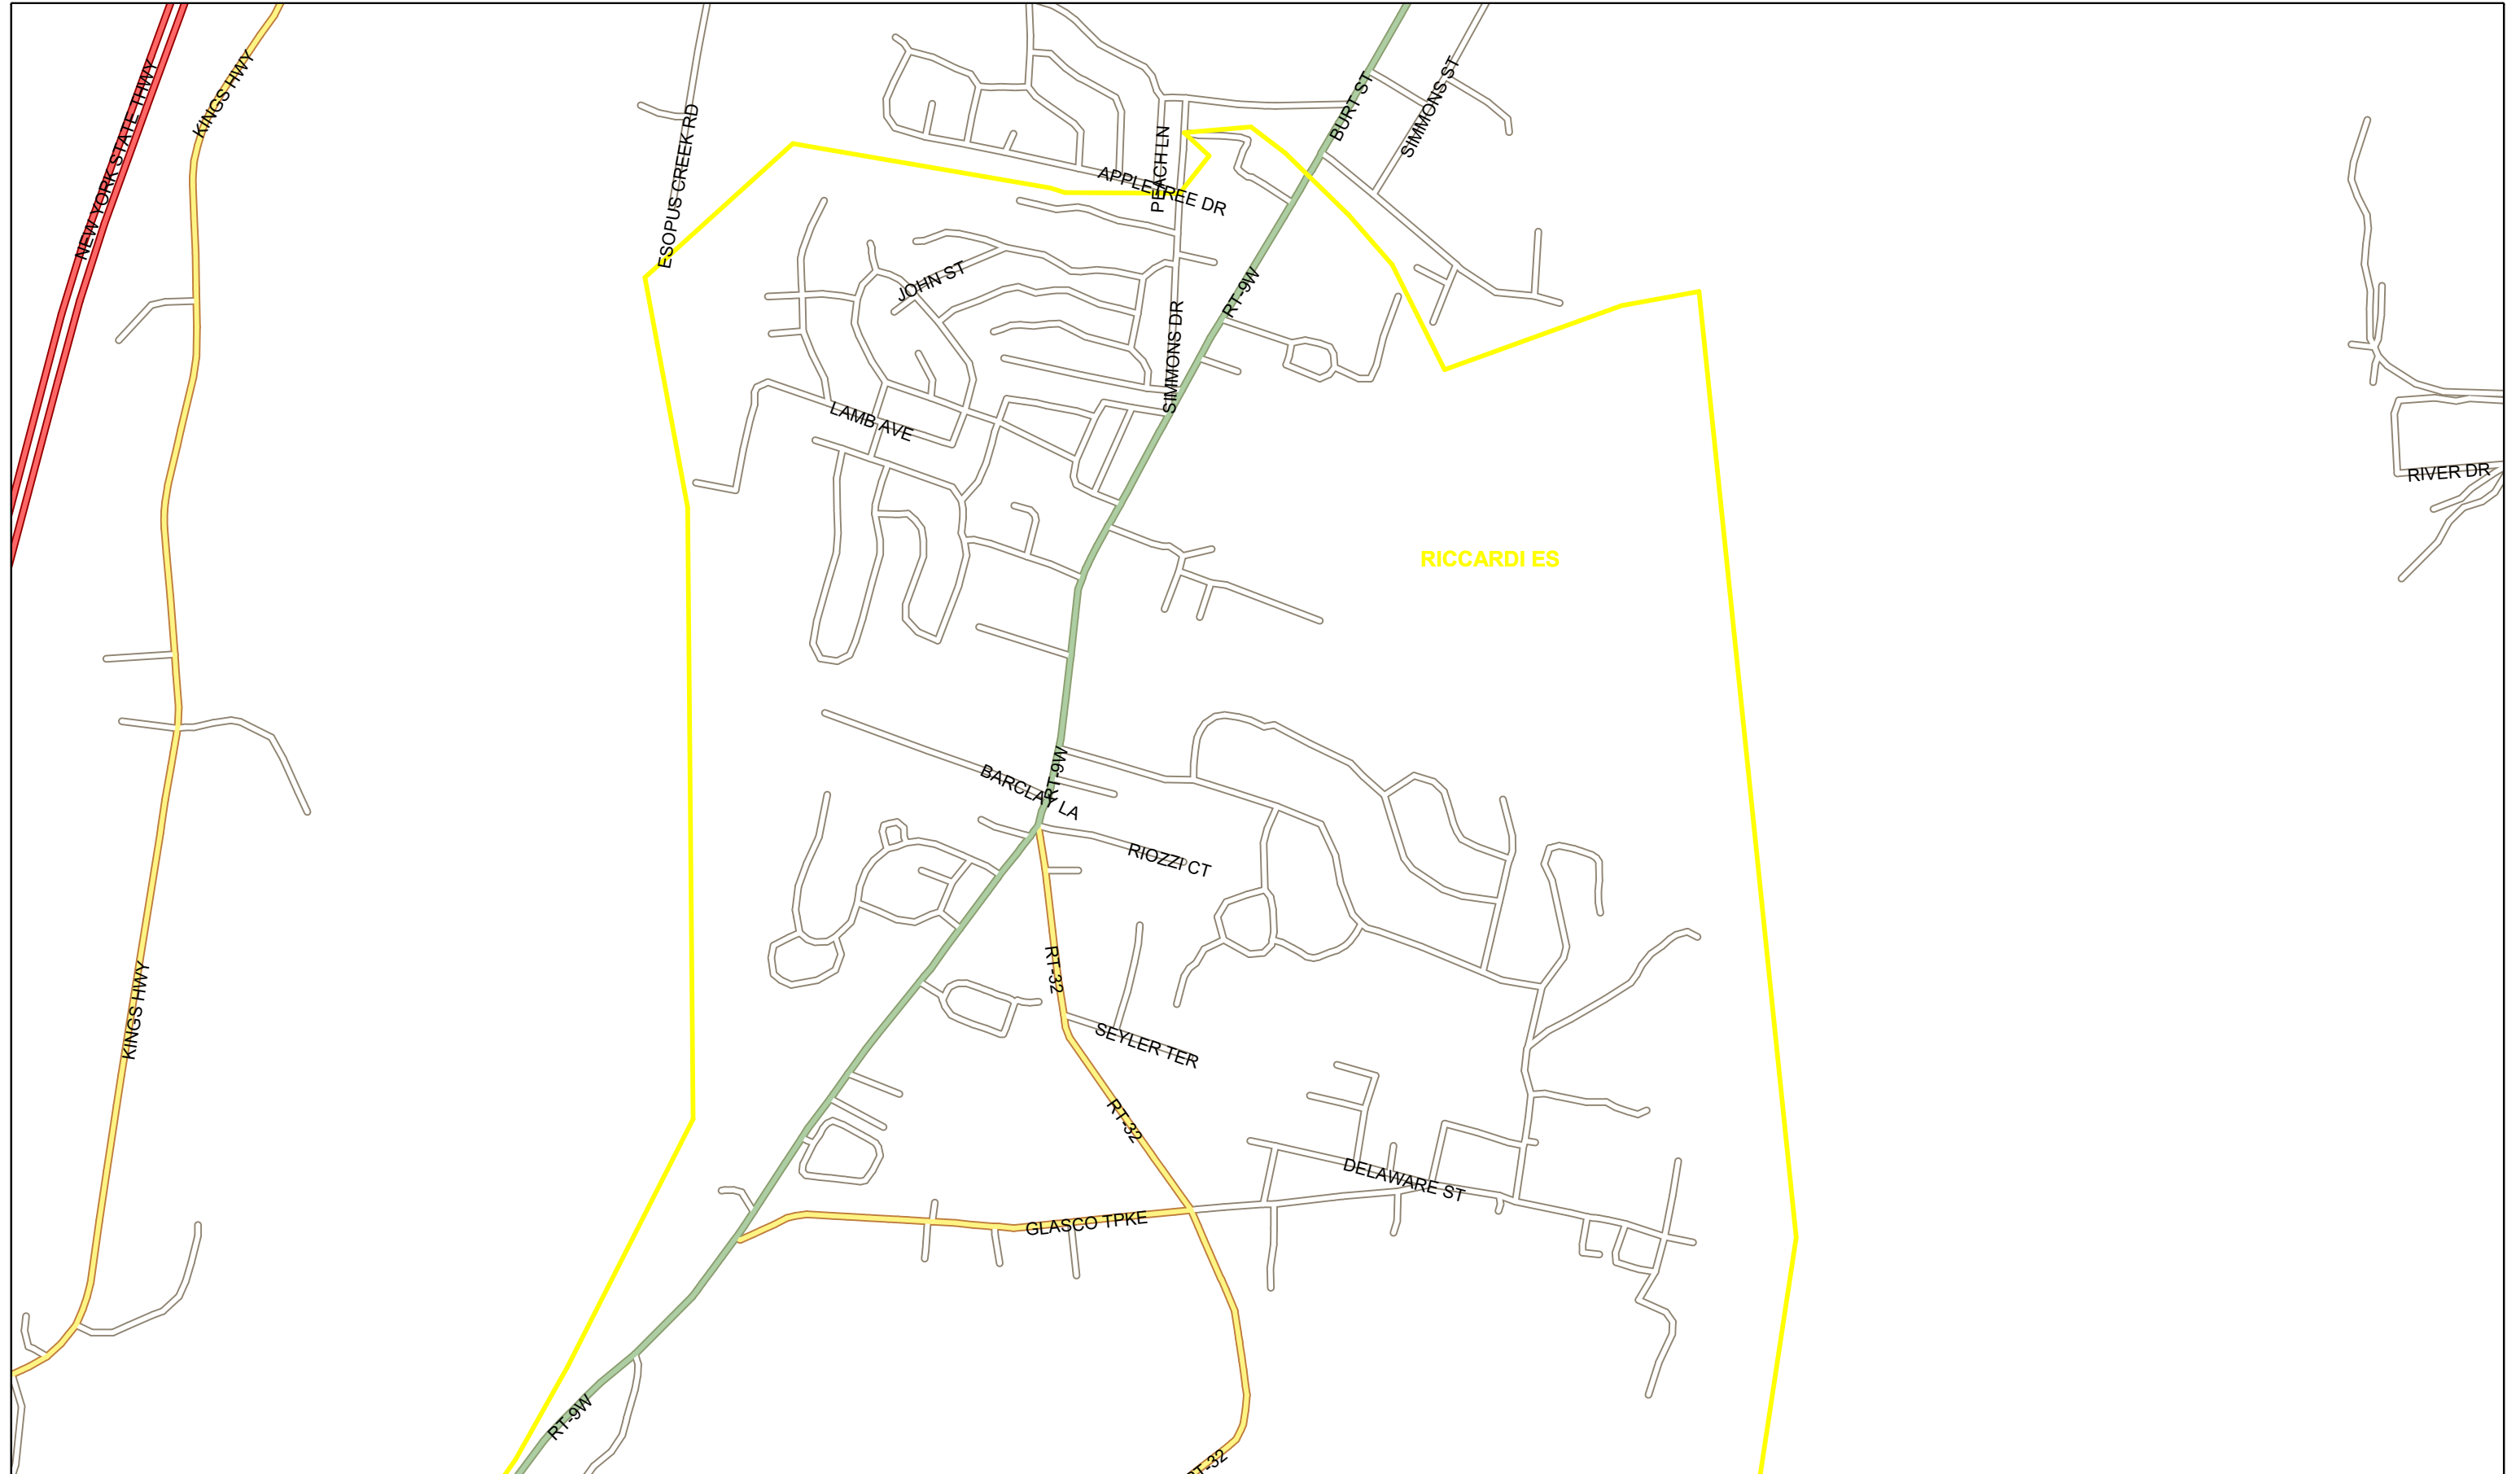 NEW YORK STATE THWY
KINGS HWY
ESOPUS CREEK RD
PEACH LN
BURT ST
SIMMONS ST
APPLETREE DR
JOHN ST
RT-9W
SIMMONS DR
LAMB AVE
RIVER DR
RICCARDI ES
RT-9W
BARCLAY LA
RIOZZI CT
KINGS HWY
RT-32
SEYLER TER
RT-32
DELAWARE ST
GLASCO TPKE
RT-9W
RT-32